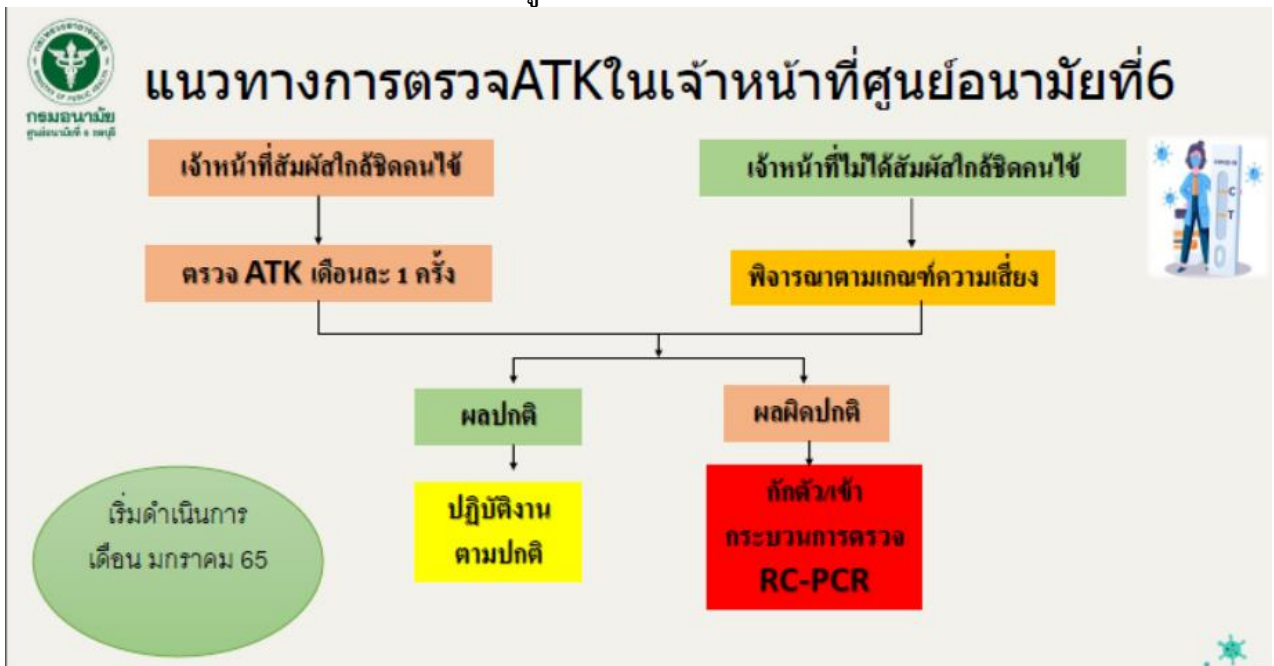 แนวทางการตรวจATKในเจ้าหน้าที่ศูนย์อนามัยที่6
กรมอนามัย
เจ้าหน้าที่สัมผัสใกล้ชิดคนไข้
เจ้าหน้าที่ไม่ได้สัมผัสใกล้ชิดคนไข้
ตรวจ ATK เดือนละ 1 ครั้ง
พิจารณาตามเกณฑ์ความเสี่ยง
C
T
ผลปกติ
ผลผิดปกติ
ปฏิบัติงาน
ตามปกติ
กักตัว/เข้า
กระบวนการตรวจ
RC-PCR
เริ่มดำเนินการ
เดือน มกราคม 65